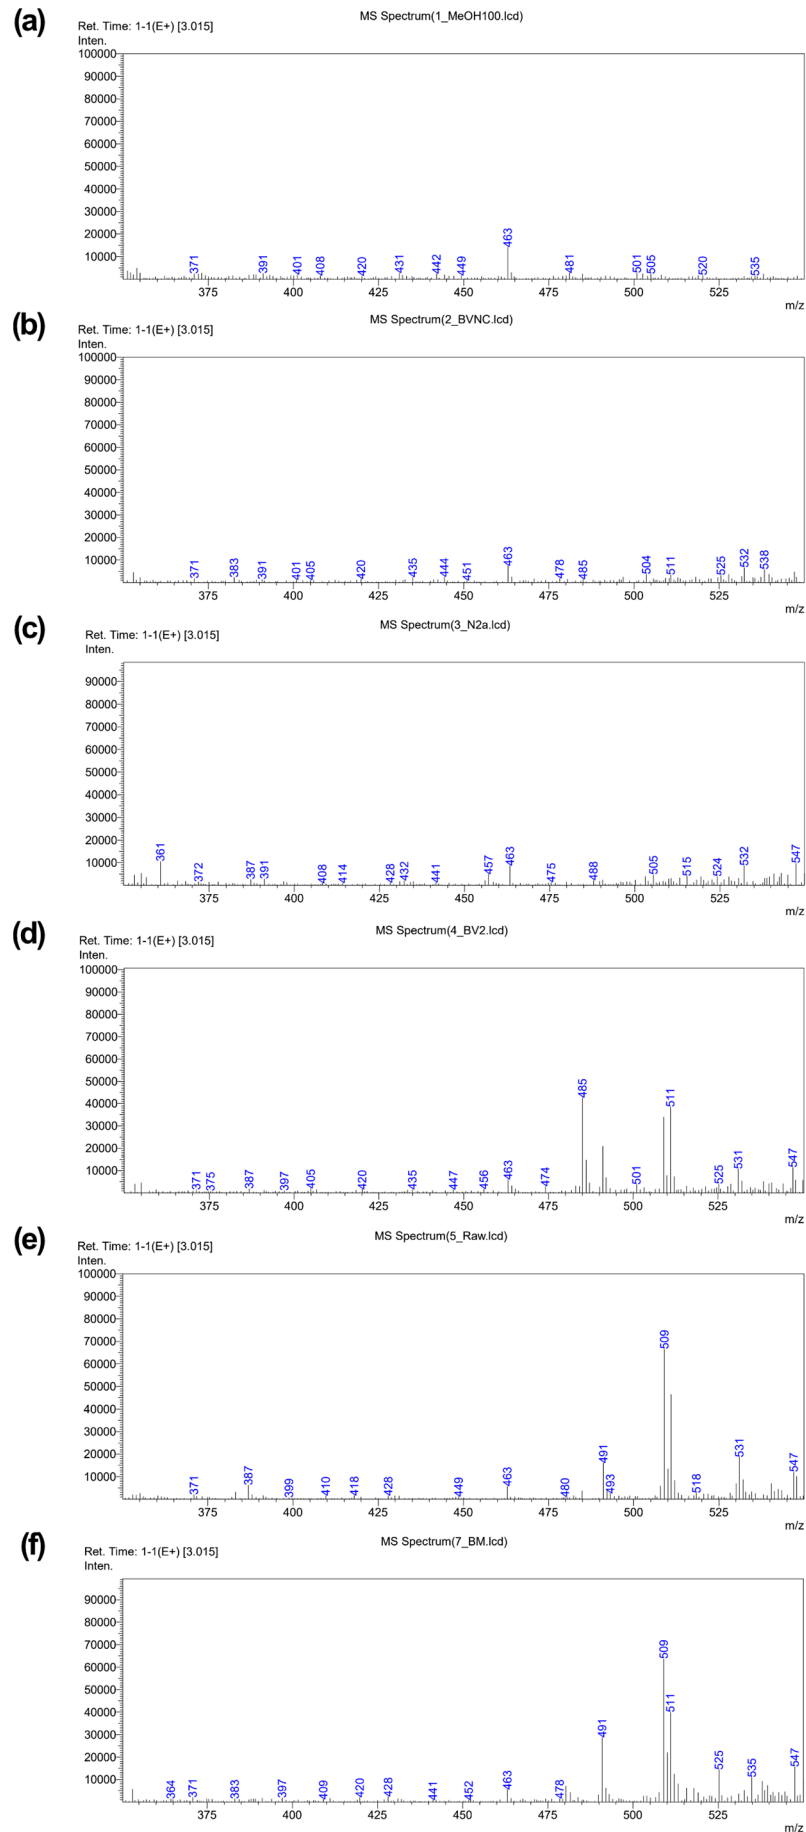 (a)
MS Spectrum(1_MeOH100.lcd)
Ret. Time: 1-1(E+) [3.015]
Inten.
100000
90000
80000
70000
60000
50000
40000
30000
20000
10000
371 391 401 408 420 431 442 449 463 481 501 505 520 535
375 400 425 450 475 500 525
m/z
(b)
MS Spectrum(2_BVNC.lcd)
Ret. Time: 1-1(E+) [3.015]
Inten.
100000
90000
80000
70000
60000
50000
40000
30000
20000
10000
371 383 391 401 405 420 435 444 451 463 478 485 504 511 525 532 538
375 400 425 450 475 500 525
m/z
(c)
MS Spectrum(3_N2a.lcd)
Ret. Time: 1-1(E+) [3.015]
Inten.
90000
80000
70000
60000
50000
40000
30000
20000
10000
361 372 387 391 408 414 428 432 441 457 463 475 488 505 515 524 532 547
375 400 425 450 475 500 525
m/z
(d)
MS Spectrum(4_BV2.lcd)
Ret. Time: 1-1(E+) [3.015]
Inten.
100000
90000
80000
70000
60000
50000
40000
30000
20000
10000
371 375 387 397 405 420 435 447 456 463 474 485 501 511 525 531 547
375 400 425 450 475 500 525
m/z
(e)
MS Spectrum(5_Raw.lcd)
Ret. Time: 1-1(E+) [3.015]
Inten.
100000
90000
80000
70000
60000
50000
40000
30000
20000
10000
371 387 399 410 418 428 449 463 480 491 493 509 518 531 547
375 400 425 450 475 500 525
m/z
(f)
MS Spectrum(7_BM.lcd)
Ret. Time: 1-1(E+) [3.015]
Inten.
90000
80000
70000
60000
50000
40000
30000
20000
10000
364 371 383 397 409 420 428 441 452 463 478 491 509 511 525 535 547
375 400 425 450 475 500 525
m/z